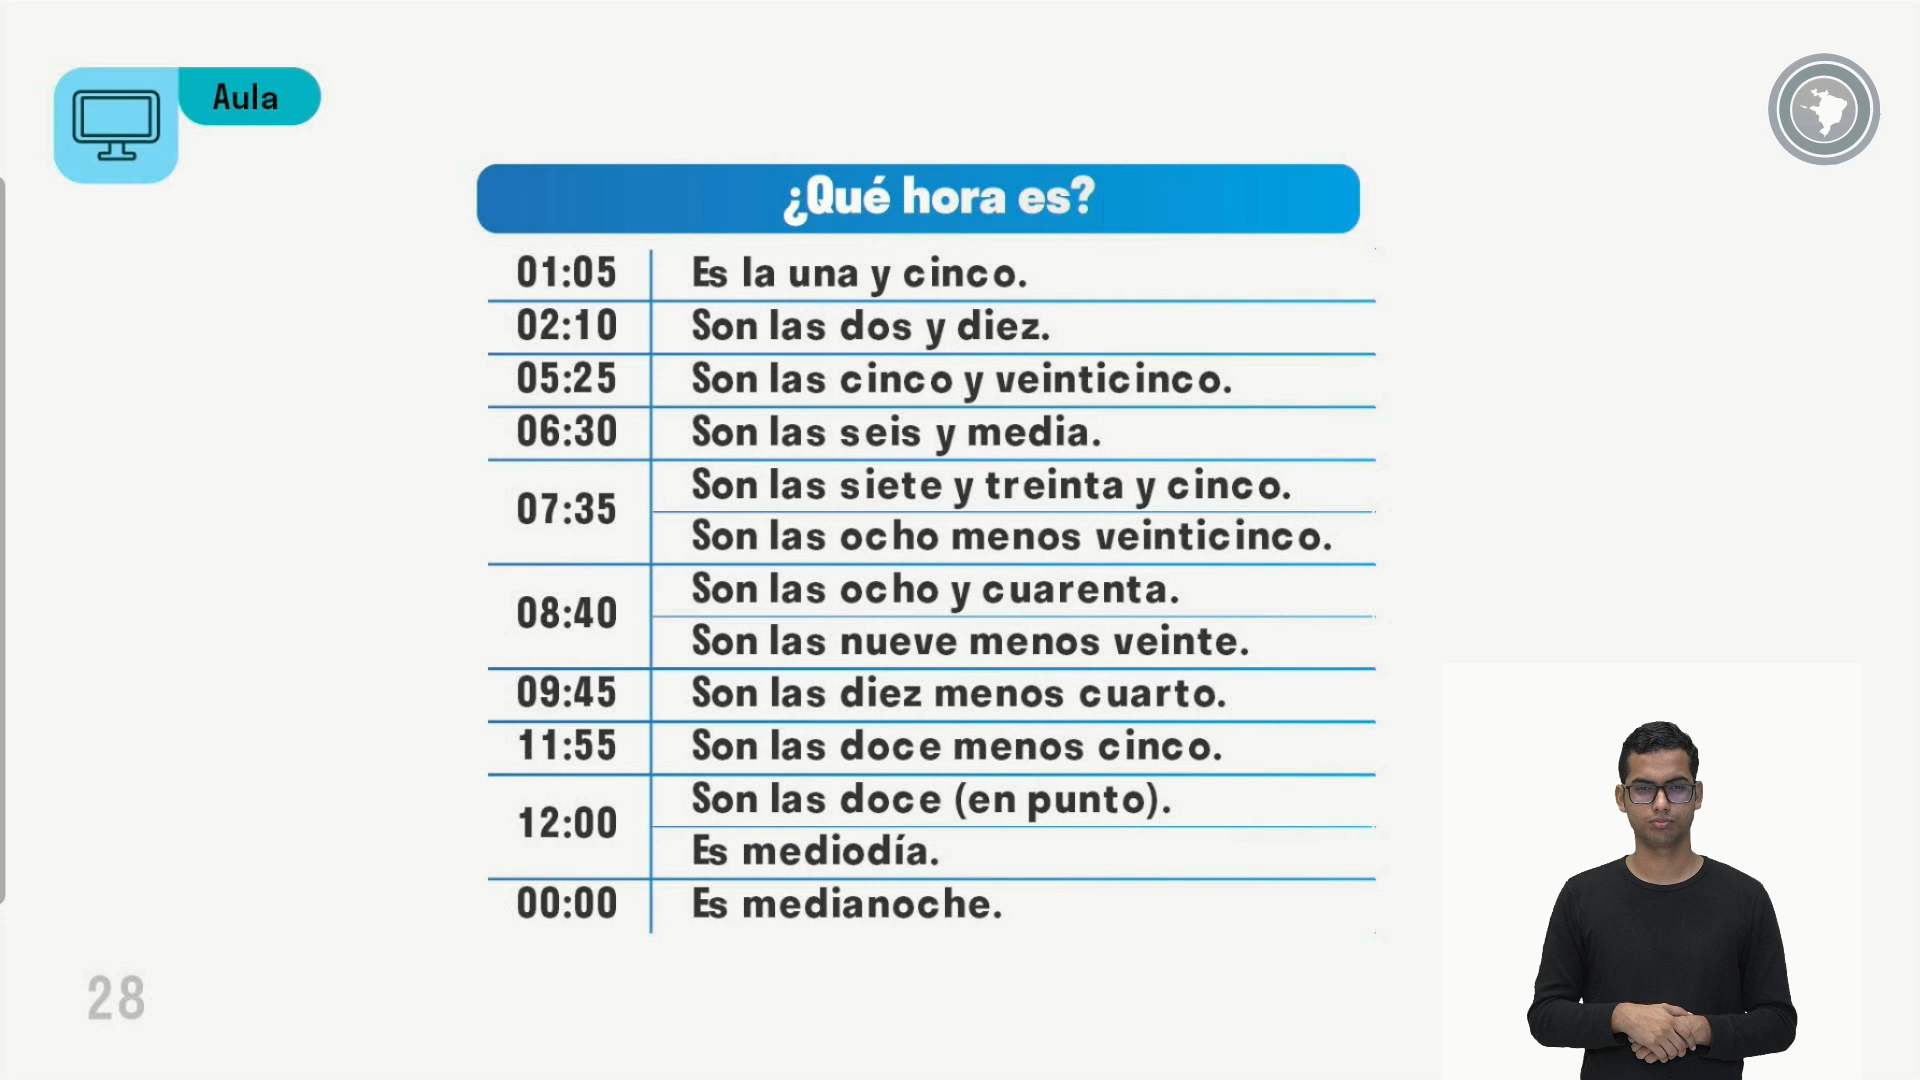 Aula
¿Qué hora es?
01:05 Es la una y cinco.
02:10 Son las dos y diez.
05:25 Son las cinco y veinticinco.
06:30 Son las seis y media.
07:35 Son las siete y treinta y cinco.
Son las ocho menos veinticinco.
08:40 Son las ocho y cuarenta.
Son las nueve menos veinte.
09:45 Son las diez menos cuarto.
11:55 Son las doce menos cinco.
12:00 Son las doce (en punto).
Es mediodía.
00:00 Es medianoche.
28